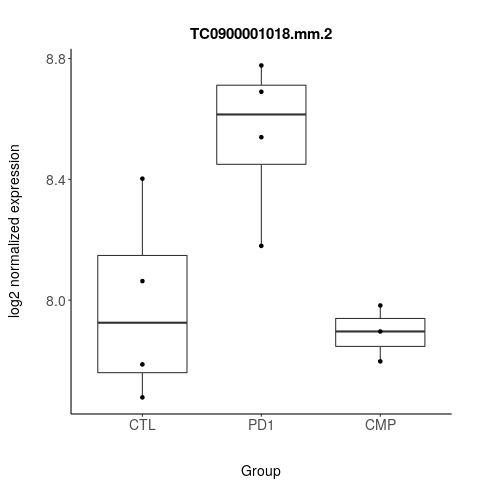 TC0900001018.mm.2
log2 normalized expression
8.8
8.4
8.0
CTL PD1 CMP
Group